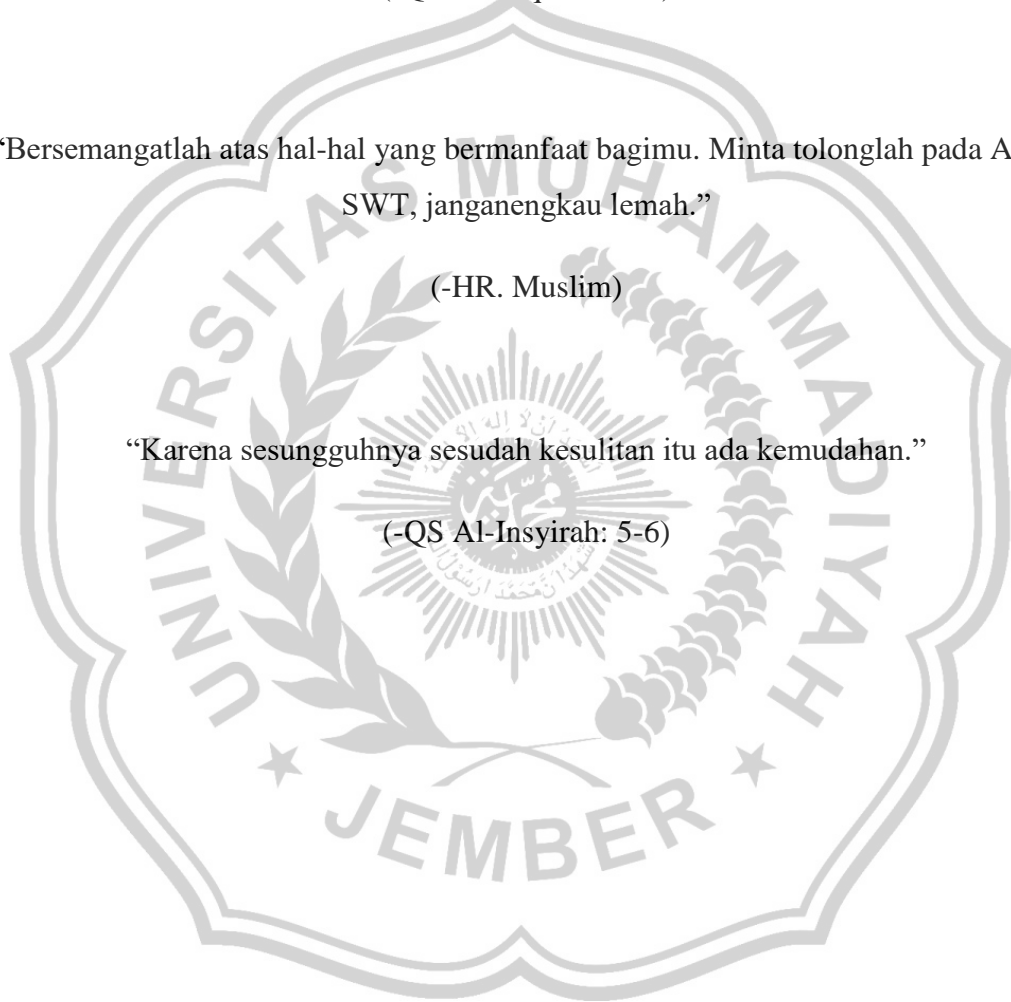 “Bersemangatlah atas hal-hal yang bermanfaat bagimu. Minta tolonglah pada
SWT, janganengkau lemah.”
(-HR. Muslim)
“Karena sesungguhnya sesudah kesulitan itu ada kemudahan.”
(-QS Al-Insyirah: 5-6)
UNIVERSITAS MUHAMMADIYAH
JEMBER